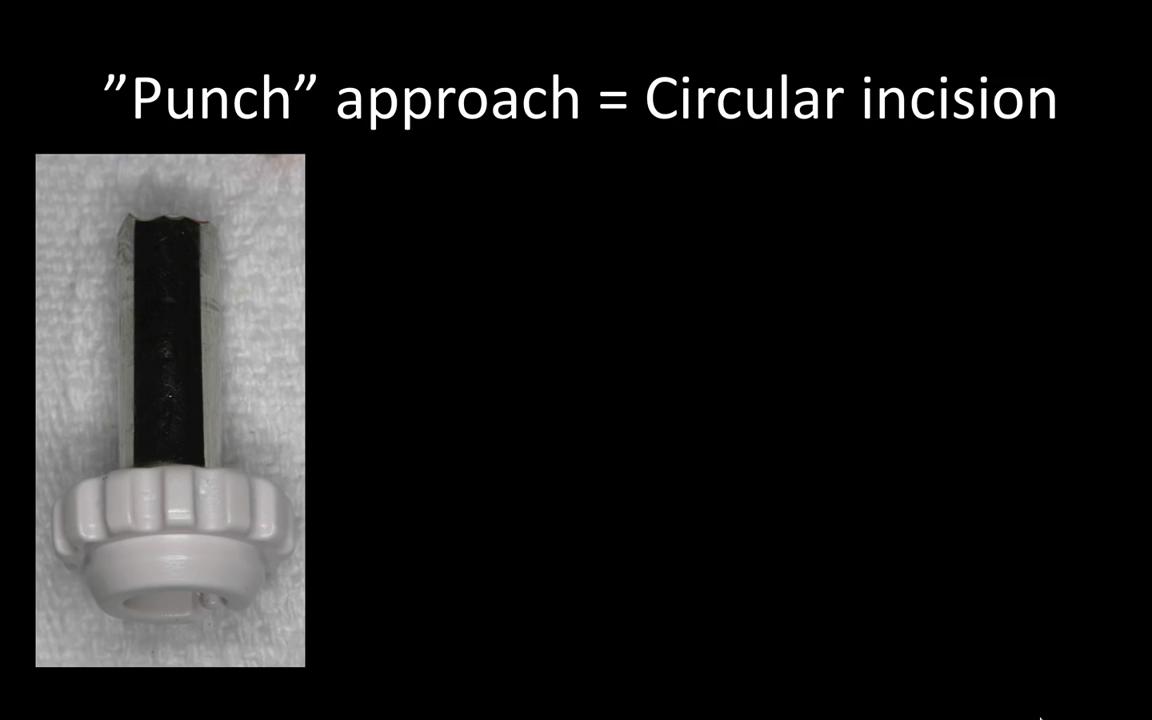 ”Punch” approach = Circular incision